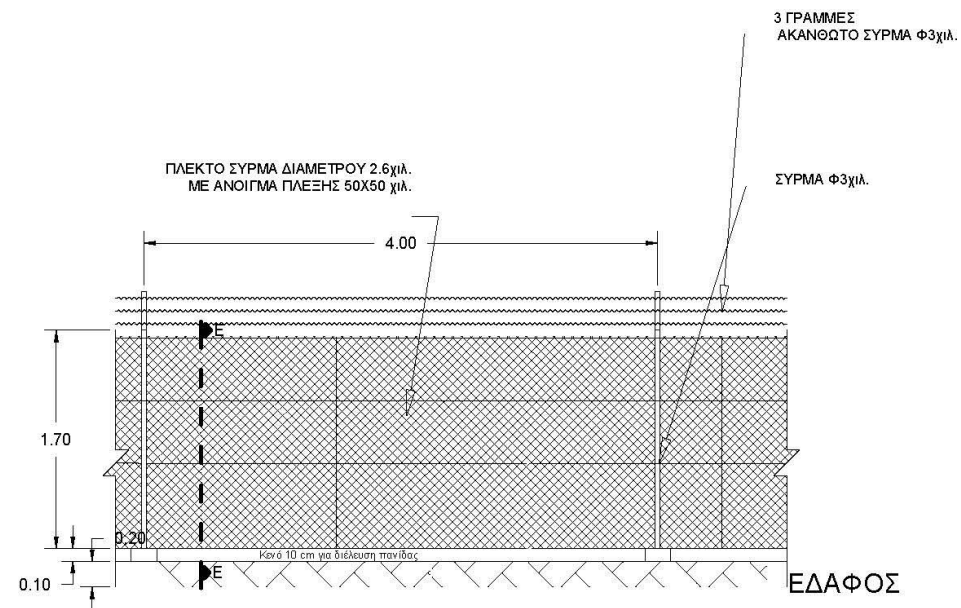 3 ΓΡΑΜΜΕΣ
ΑΚΑΝΘΩΤΟ ΣΥΡΜΑ Φ3χιλ.
ΠΛΕΚΤΟ ΣΥΡΜΑ ΔΙΑΜΕΤΡΟΥ 2.6χιλ.
ΜΕ ΑΝΟΙΓΜΑ ΠΛΕΞΗΣ 50Χ50 χιλ.
ΣΥΡΜΑ Φ3χιλ.
4.00
E
1.70
0.20
Κενό 10 cm για διέλευση πανίδας
E
0.10
ΕΔΑΦΟΣ